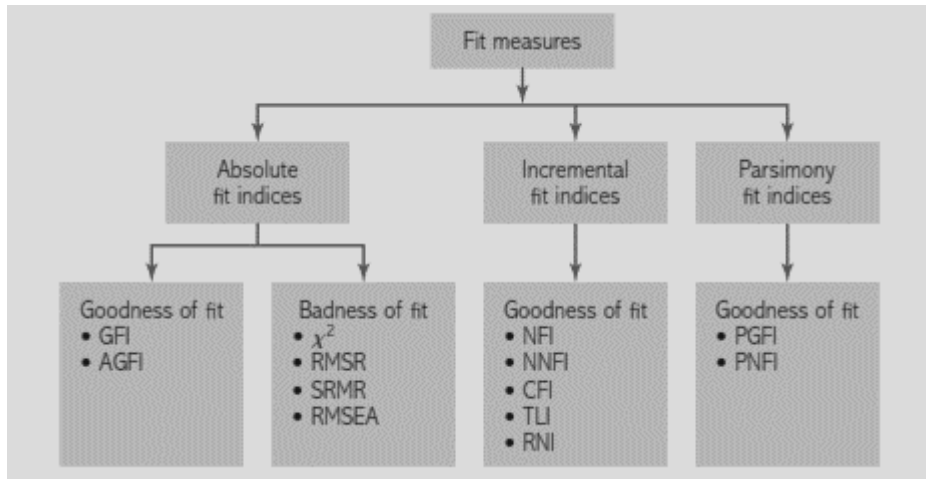 Fit measures
Absolute
fit indices
Incremental
fit indices
Parsimony
fit indices
Goodness of fit
• GFI
• AGFI
Badness of fit
• χ²
• RMSR
• SRMR
• RMSEA
Goodness of fit
• NFI
• NNFI
• CFI
• TLI
• RNI
Goodness of fit
• PGFI
• PNFI